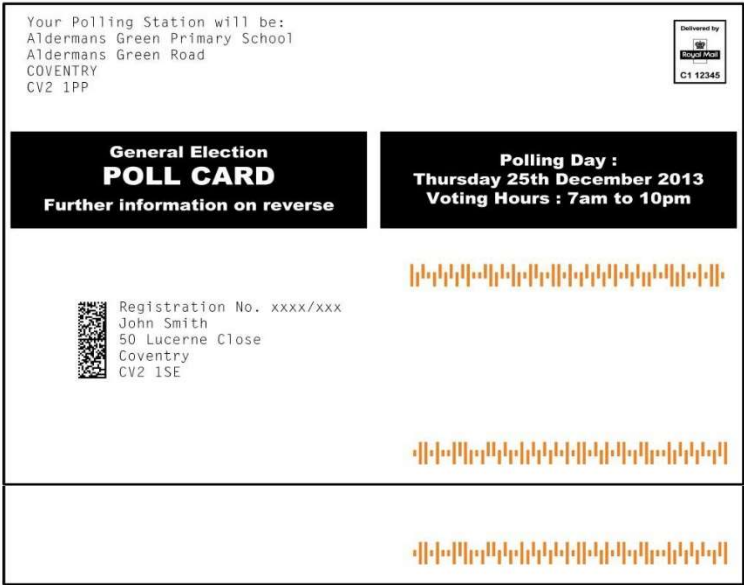 Your Polling Station will be:
Aldermans Green Primary School
Aldermans Green Road
COVENTRY
CV2 1PP
Delivered by
Royal Mail
C1 12345
General Election
POLL CARD
Further information on reverse
Polling Day :
Thursday 25th December 2013
Voting Hours : 7am to 10pm
Registration No. xxxx/xxx
John Smith
50 Lucerne Close
Coventry
CV2 1SE